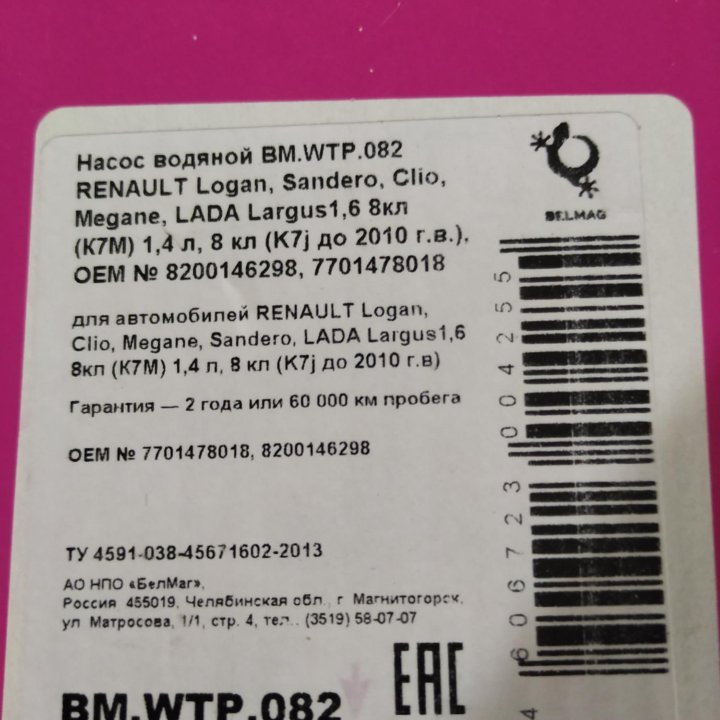 Насос водяной BM.WTP.082
RENAULT Logan, Sandero, Clio,
Megane, LADA Largus1,6 8кл
(K7M) 1,4 л, 8 кл (K7j до 2010 г.в.),
OEM № 8200146298, 7701478018
для автомобилей RENAULT Logan,
Clio, Megane, Sandero, LADA Largus1,6
8кл (K7M) 1,4 л, 8 кл (K7j до 2010 г.в)
Гарантия — 2 года или 60 000 км пробега
OEM № 7701478018, 8200146298
ТУ 4591-038-45671602-2013
АО НПО «БелМаг»,
Россия 455019, Челябинская обл., г Магнитогорск,
ул Матросова, 1/1, стр. 4, тел.. (3519) 58-07-07
BM.WTP.082
EAC
BELMAG
4 606723 004255